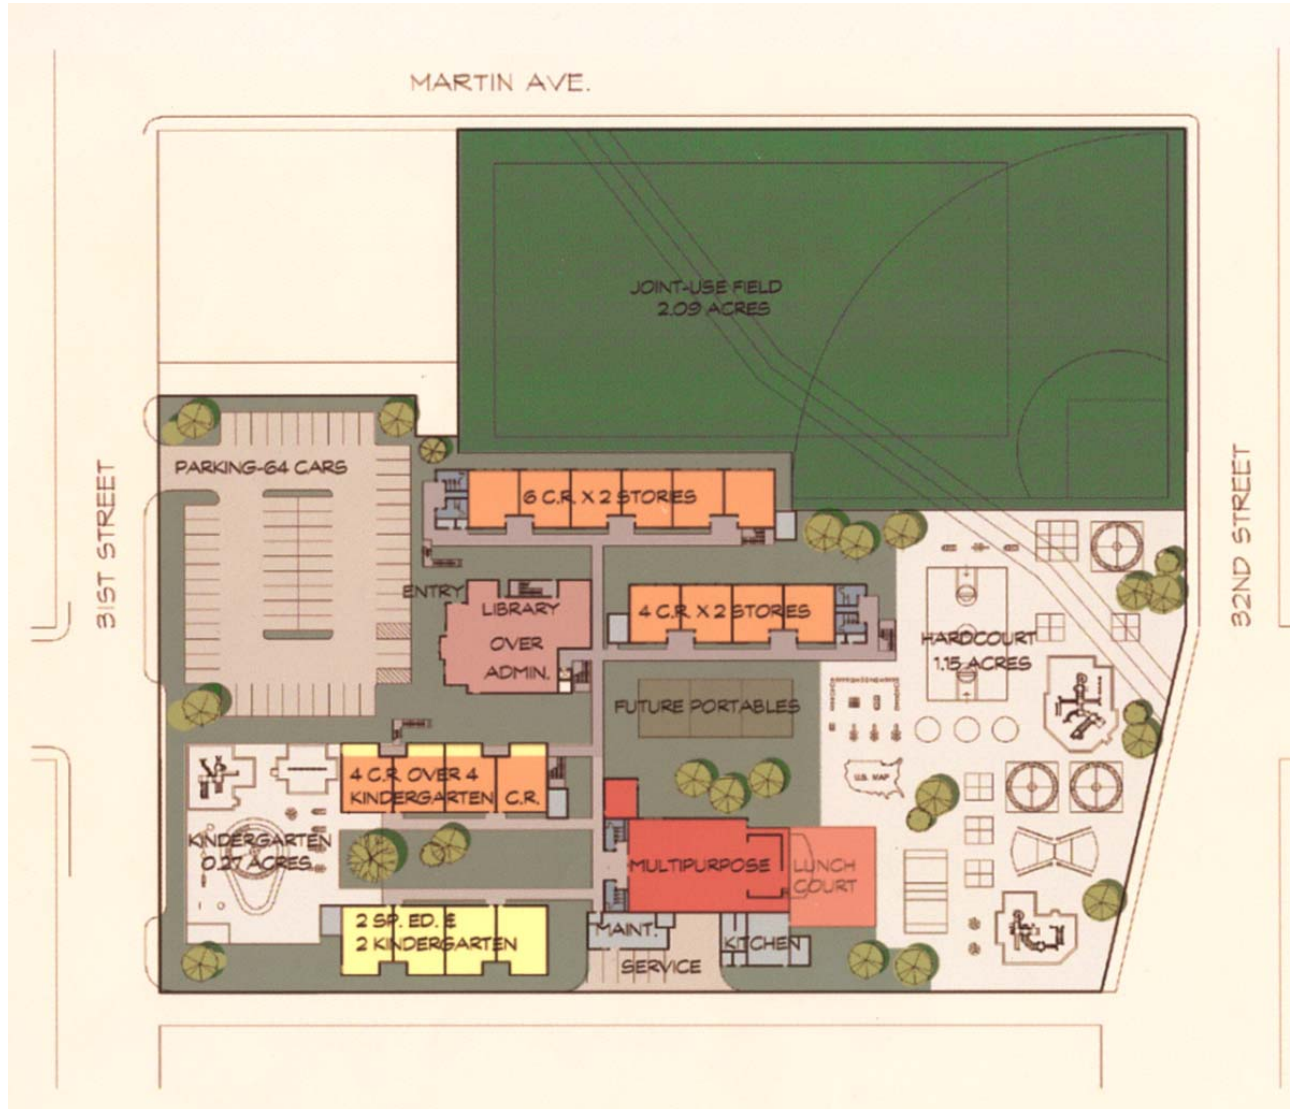 MARTIN AVE.
JOINT-USE FIELD
2.09 ACRES
31ST STREET
32ND STREET
PARKING-64 CARS
6 C.R. X 2 STORIES
ENTRY
LIBRARY
OVER
ADMIN.
4 C.R. X 2 STORIES
HARDCOURT
1.15 ACRES
FUTURE PORTABLES
4 C.R. OVER 4
KINDERGARTEN
C.R.
U.S. MAP
KINDERGARTEN
0.27 ACRES
MULTIPURPOSE
LUNCH
COURT
2 SP. ED. &
2 KINDERGARTEN
MAINT.
KITCHEN
SERVICE